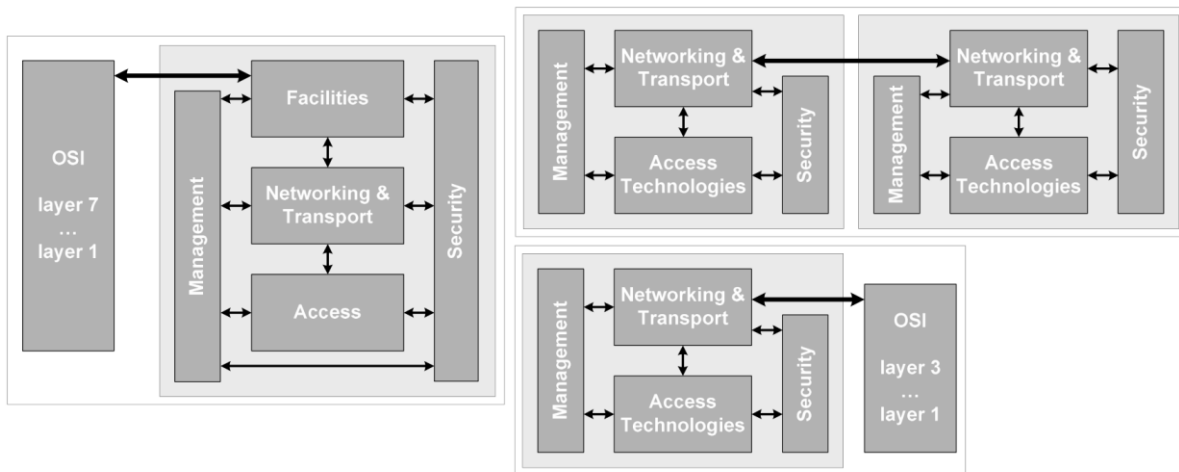 OSI
layer 7
...
layer 1
Management
Facilities
Networking &
Transport
Access
Security
Management
Networking &
Transport
Access
Technologies
Security
Management
Networking &
Transport
Access
Technologies
Security
Management
Networking &
Transport
Access
Technologies
Security
OSI
layer 3
...
layer 1